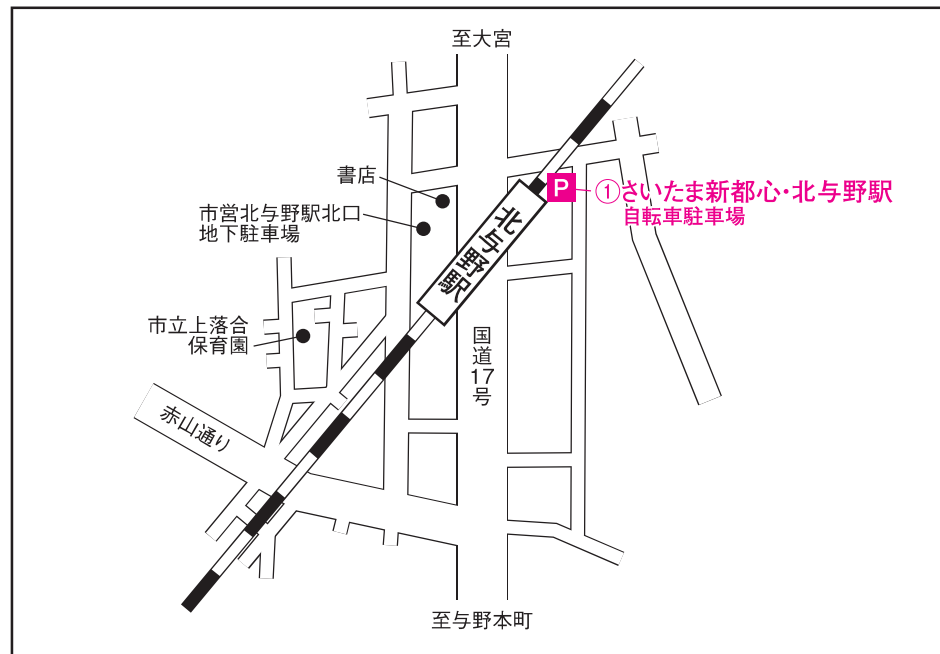 至大宮
書店
P
①さいたま新都心・北与野駅
自転車駐車場
市営北与野駅北口
地下駐車場
北与野駅
市立上落合
保育園
国道17号
赤山通り
至与野本町